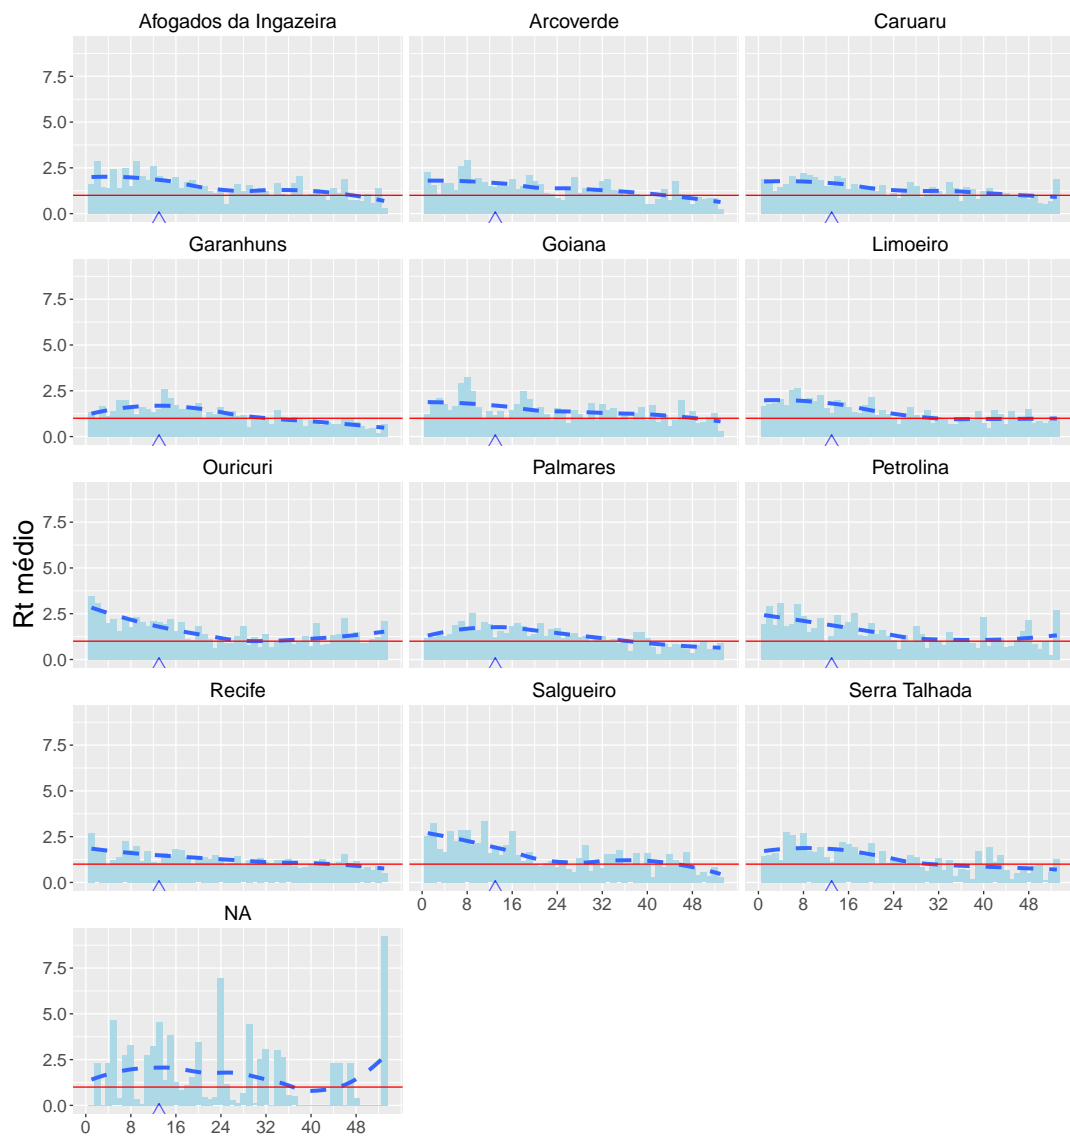 Afogados da Ingazeira Arcoverde Caruaru
7.5
5.0
2.5
0.0
Garanhuns Goiana Limoeiro
7.5
5.0
2.5
0.0
Ouricuri Palmares Petrolina
7.5
5.0
2.5
0.0
Rt médio
Recife Salgueiro Serra Talhada
7.5
5.0
2.5
0.0
0 8 16 24 32 40 48 0 8 16 24 32 40 48
NA
7.5
5.0
2.5
0.0
0 8 16 24 32 40 48